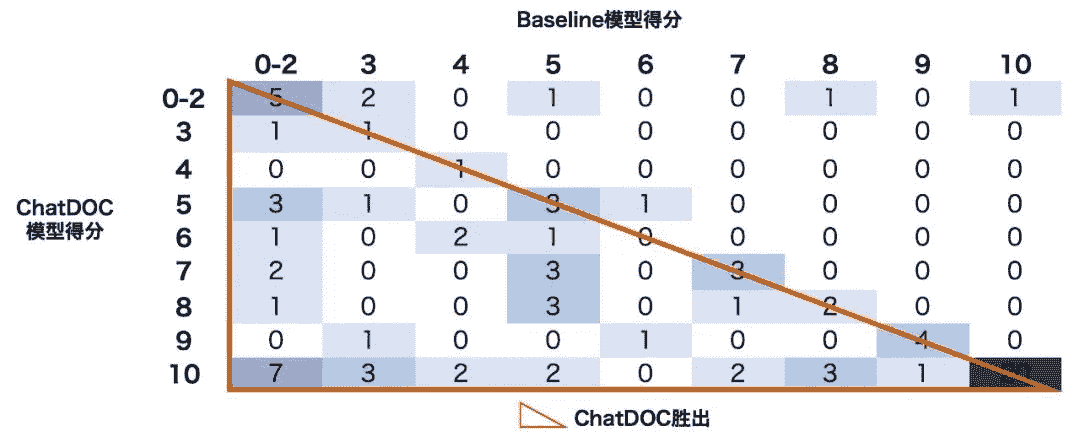 Baseline模型得分
0-2 3 4 5 6 7 8 9 10
0-2 5 2 0 1 0 0 1 0 1
3 1 1 0 0 0 0 0 0 0
4 0 0 1 0 0 0 0 0 0
ChatDOC
模型得分
5 3 1 0 3 1 0 0 0 0
6 1 0 2 1 0 0 0 0 0
7 2 0 0 3 0 3 0 0 0
8 1 0 0 3 0 1 2 0 0
9 0 1 0 0 1 0 0 4 0
10 7 3 2 2 0 2 3 1
ChatDOC胜出